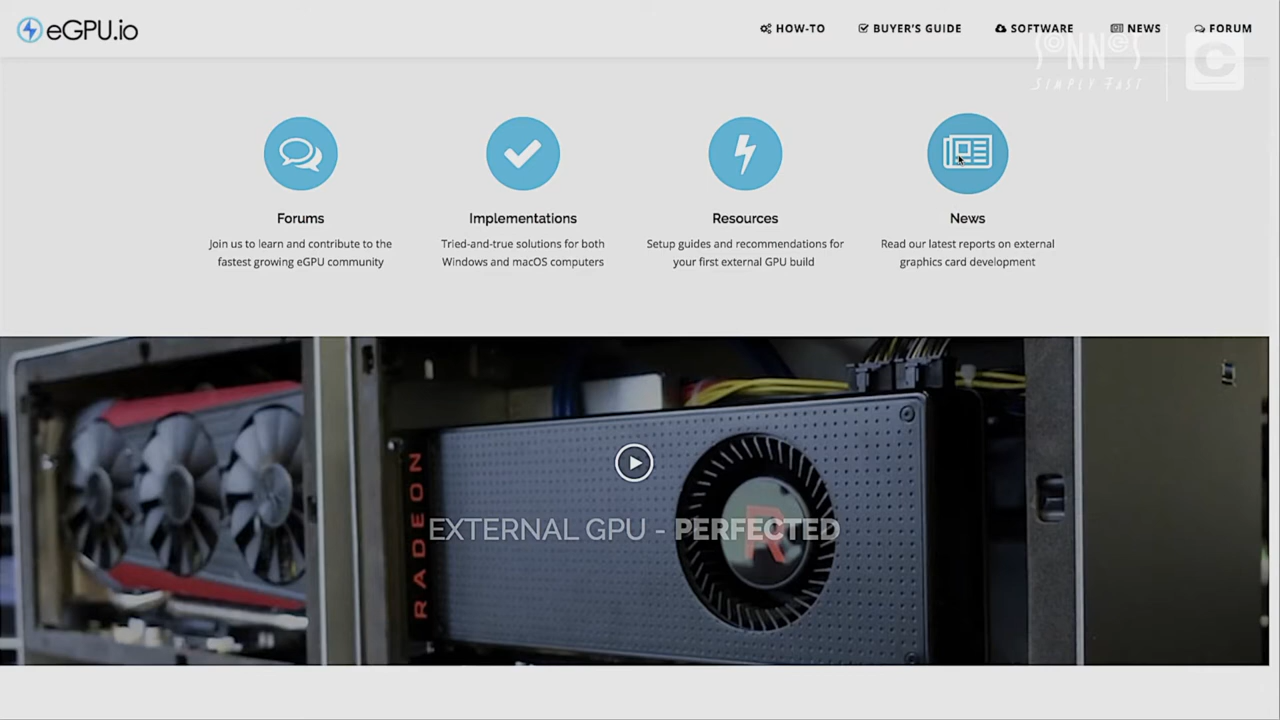 eGPU.io
HOW-TO
BUYER'S GUIDE
SOFTWARE
NEWS
FORUM
SONNETS
SIMPLY FAST
C
Forums
Join us to learn and contribute to the
fastest growing eGPU community
Implementations
Tried-and-true solutions for both
Windows and macOS computers
Resources
Setup guides and recommendations for
your first external GPU build
News
Read our latest reports on external
graphics card development
RADEON
R
EXTERNAL GPU - PERFECTED